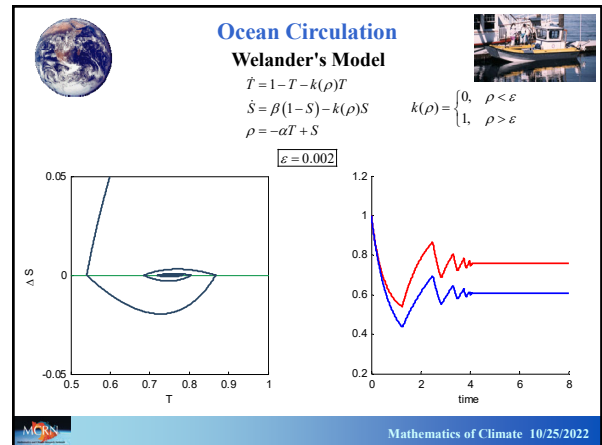 Ocean Circulation
Welander's Model
Ṫ = 1 − T − k(ρ)T
Ṡ = β(1 − S) − k(ρ)S
ρ = −αT + S
k(ρ) = {0, ρ < ε
1, ρ > ε
ε = 0.002
0.05
0
-0.05
Δ S
0.5 0.6 0.7 0.8 0.9 1
T
1.2
1
0.8
0.6
0.4
0.2
0 2 4 6 8
time
MCRN
Mathematics of Climate 10/25/2022